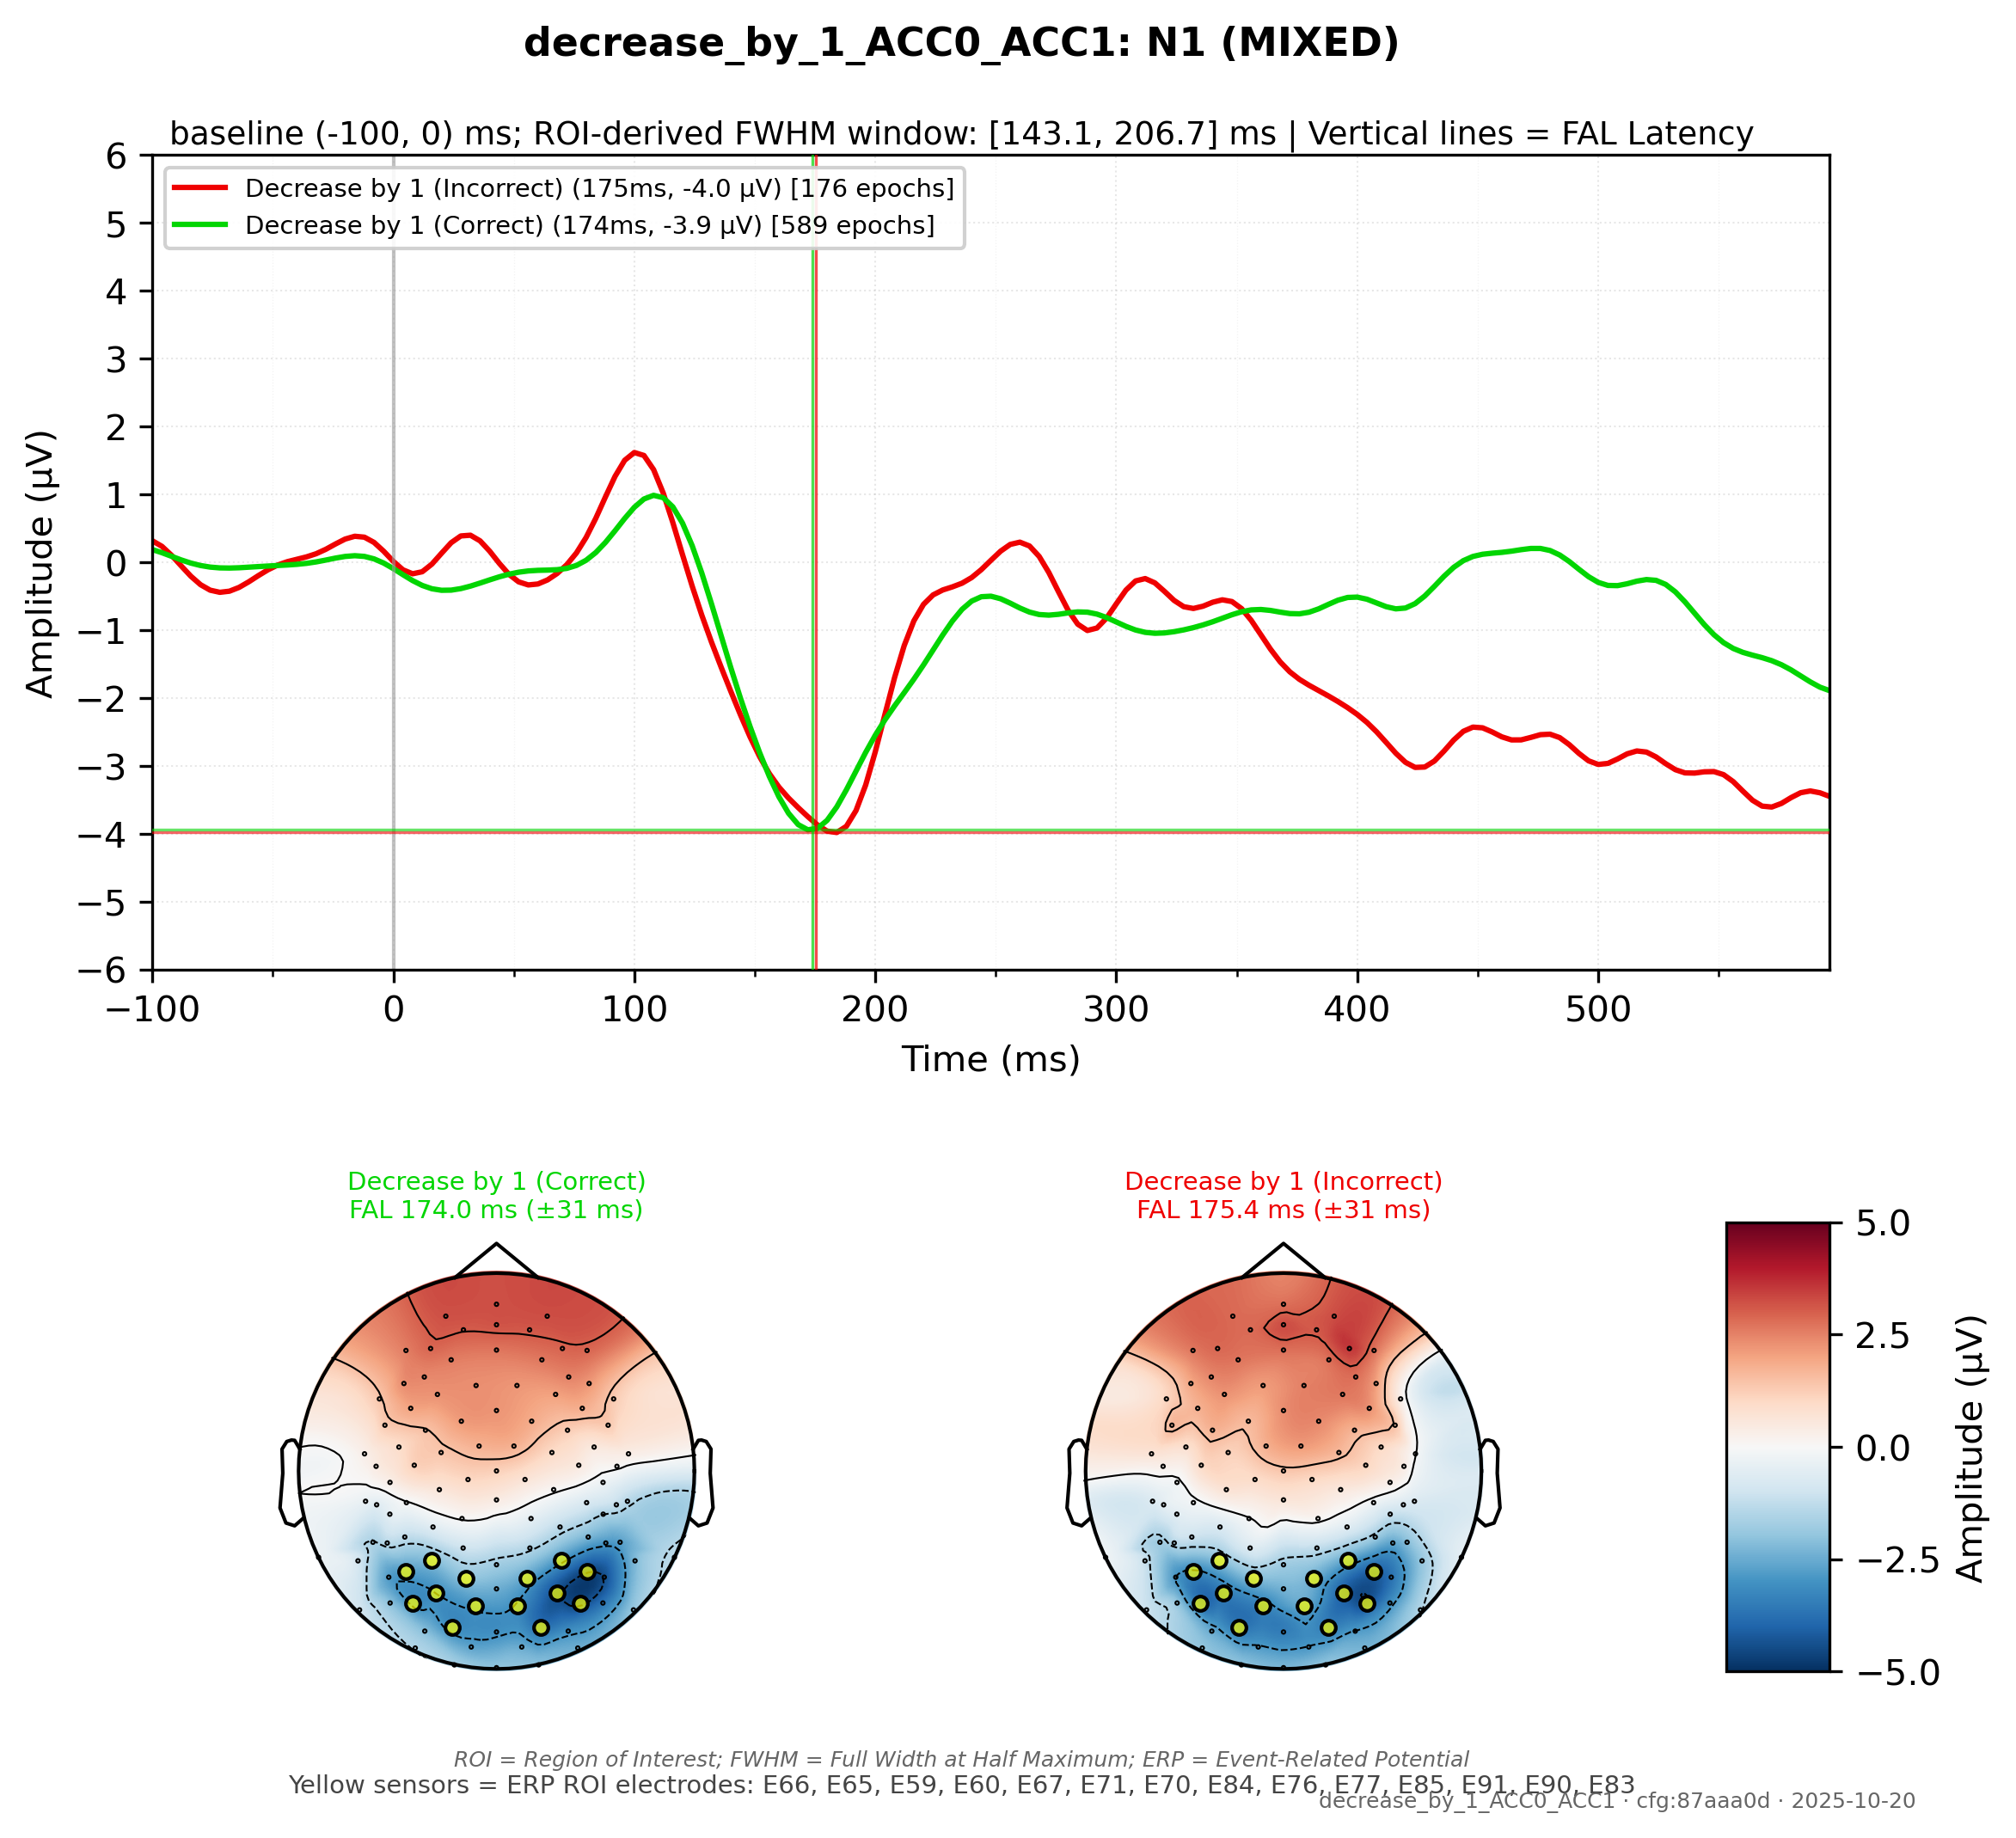 decrease_by_1_ACC0_ACC1: N1 (MIXED)
baseline (-100, 0) ms; ROI-derived FWHM window: [143.1, 206.7] ms | Vertical lines = FAL Latency
Decrease by 1 (Incorrect) (175ms, -4.0 µV) [176 epochs]
Decrease by 1 (Correct) (174ms, -3.9 µV) [589 epochs]
Amplitude (µV)
6
5
4
3
2
1
0
−1
−2
−3
−4
−5
−6
−100 0 100 200 300 400 500
Time (ms)
Decrease by 1 (Correct)
FAL 174.0 ms (±31 ms)
Decrease by 1 (Incorrect)
FAL 175.4 ms (±31 ms)
5.0
2.5
0.0
−2.5
−5.0
Amplitude (µV)
ROI = Region of Interest; FWHM = Full Width at Half Maximum; ERP = Event-Related Potential
Yellow sensors = ERP ROI electrodes: E66, E65, E59, E60, E67, E71, E70, E84, E76, E77, E85, E91, E90, E83
decrease_by_1_ACC0_ACC1 · cfg:87aaa0d · 2025-10-20